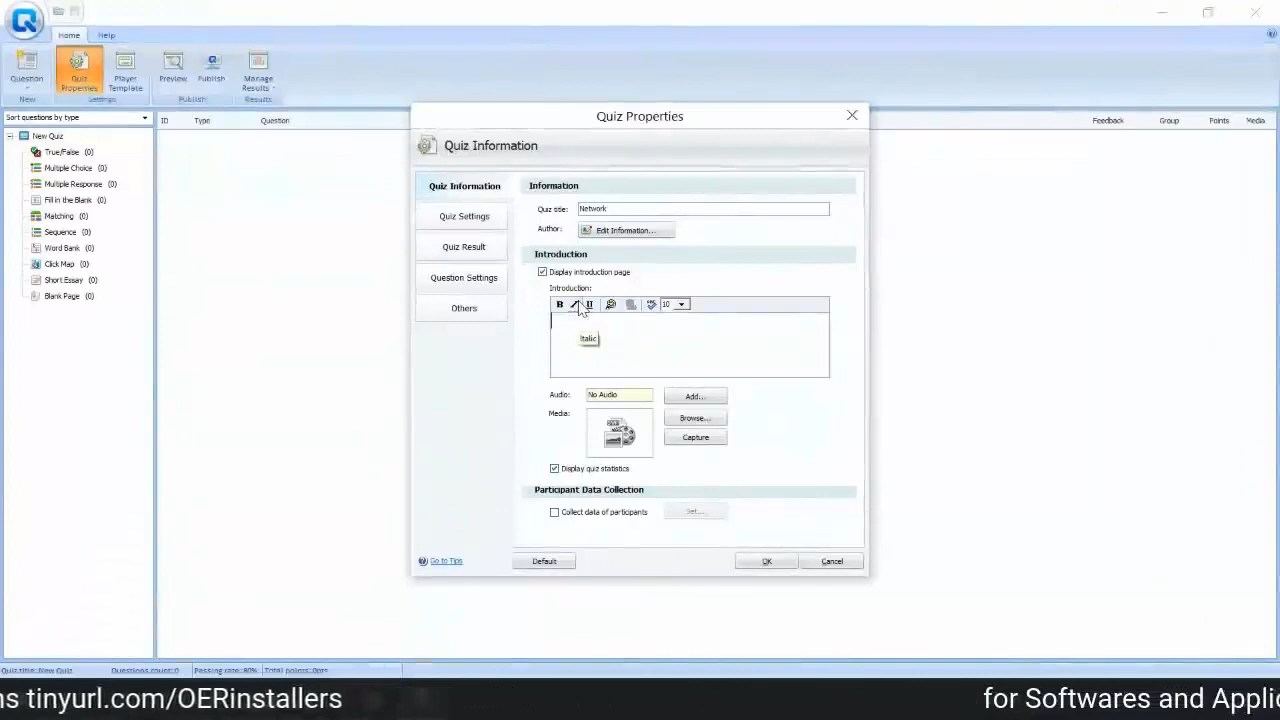 Home Help
Question Quiz Properties Player Template Preview Publish Manage Results
New Settings Publish Results
Sort questions by type
ID Type Question Feedback Group Points Media
New Quiz
True/False (0)
Multiple Choice (0)
Multiple Response (0)
Fill in the Blank (0)
Matching (0)
Sequence (0)
Word Bank (0)
Click Map (0)
Short Essay (0)
Blank Page (0)
Quiz Properties
Quiz Information
Quiz Information
Quiz Settings
Quiz Result
Question Settings
Others
Information
Quiz title: Network
Author: Edit Information...
Introduction
Display introduction page
Introduction:
B I U ABC 10
Italic
Audio: No Audio Add...
Media: Browse...
Capture
Display quiz statistics
Participant Data Collection
Collect data of participants Set...
Go to Tips Default OK Cancel
Quiz title: New Quiz Questions count: 0 Passing rate: 80% Total points: 0pts
ns tinyurl.com/OERinstallers for Softwares and Applic